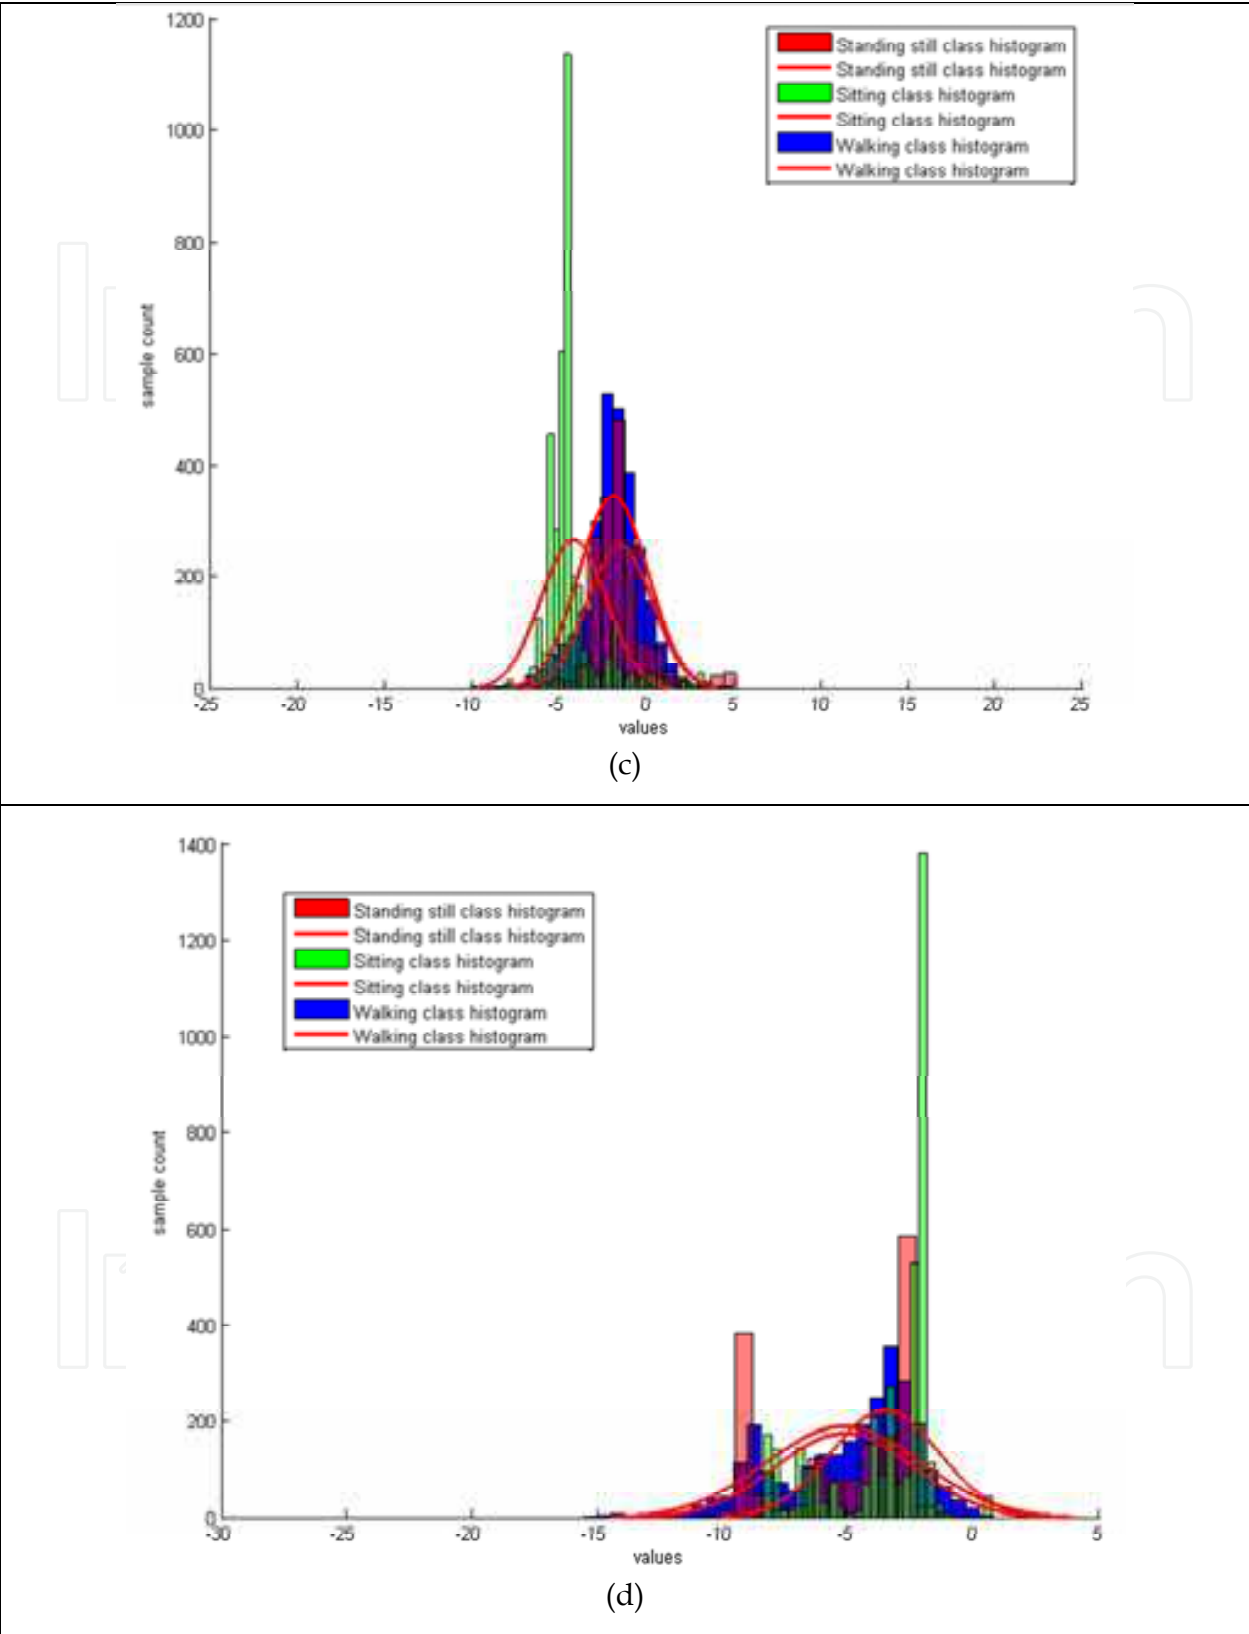 1200
1000
800
600
400
200
0
sample count
Standing still class histogram
Standing still class histogram
Sitting class histogram
Sitting class histogram
Walking class histogram
Walking class histogram
-25 -20 -15 -10 -5 0 5 10 15 20 25
values
(c)
1400
1200
1000
800
600
400
200
0
sample count
Standing still class histogram
Standing still class histogram
Sitting class histogram
Sitting class histogram
Walking class histogram
Walking class histogram
-30 -25 -20 -15 -10 -5 0 5
values
(d)